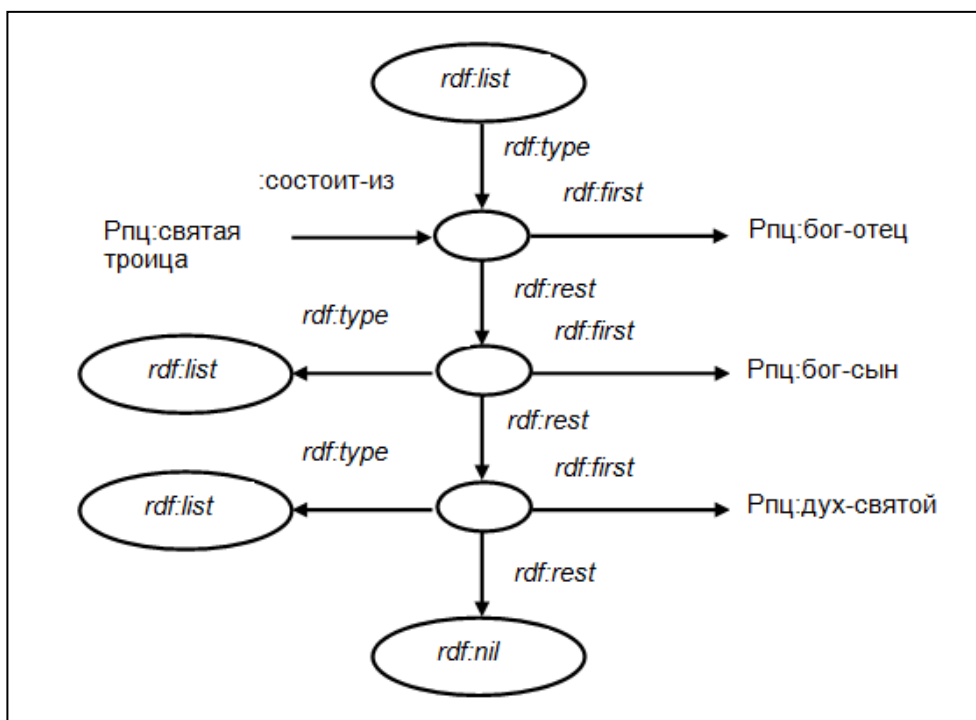 rdf:list
rdf:type
:состоит-из
rdf:first
Рпц:святая
троица
Рпц:бог-отец
rdf:rest
rdf:type
rdf:first
rdf:list
Рпц:бог-сын
rdf:rest
rdf:type
rdf:first
rdf:list
Рпц:дух-святой
rdf:rest
rdf:nil